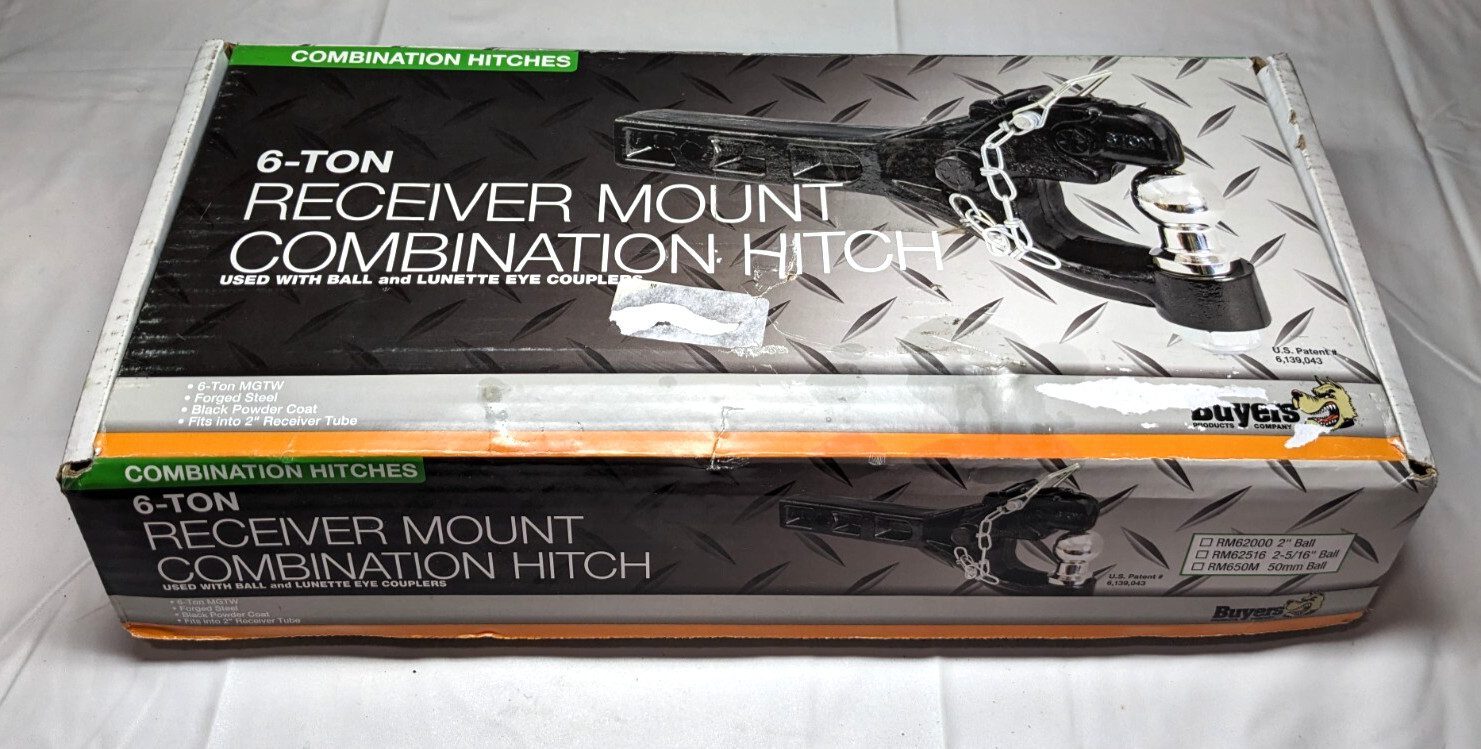 COMBINATION HITCHES
6-TON
RECEIVER MOUNT
COMBINATION HITCH
USED WITH BALL and LUNETTE EYE COUPLERS
U.S. Patent #
6,139,043
• 6-Ton MGTW
• Forged Steel
• Black Powder Coat
• Fits into 2" Receiver Tube
Buyers
PRODUCTS COMPANY
COMBINATION HITCHES
6-TON
RECEIVER MOUNT
COMBINATION HITCH
USED WITH BALL and LUNETTE EYE COUPLERS
• 6-Ton MGTW
• Forged Steel
• Black Powder Coat
• Fits into 2" Receiver Tube
U.S. Patent #
6,139,043
RM62000 2" Ball
RM62516 2-5/16" Ball
RM650M 50mm Ball
Buyers